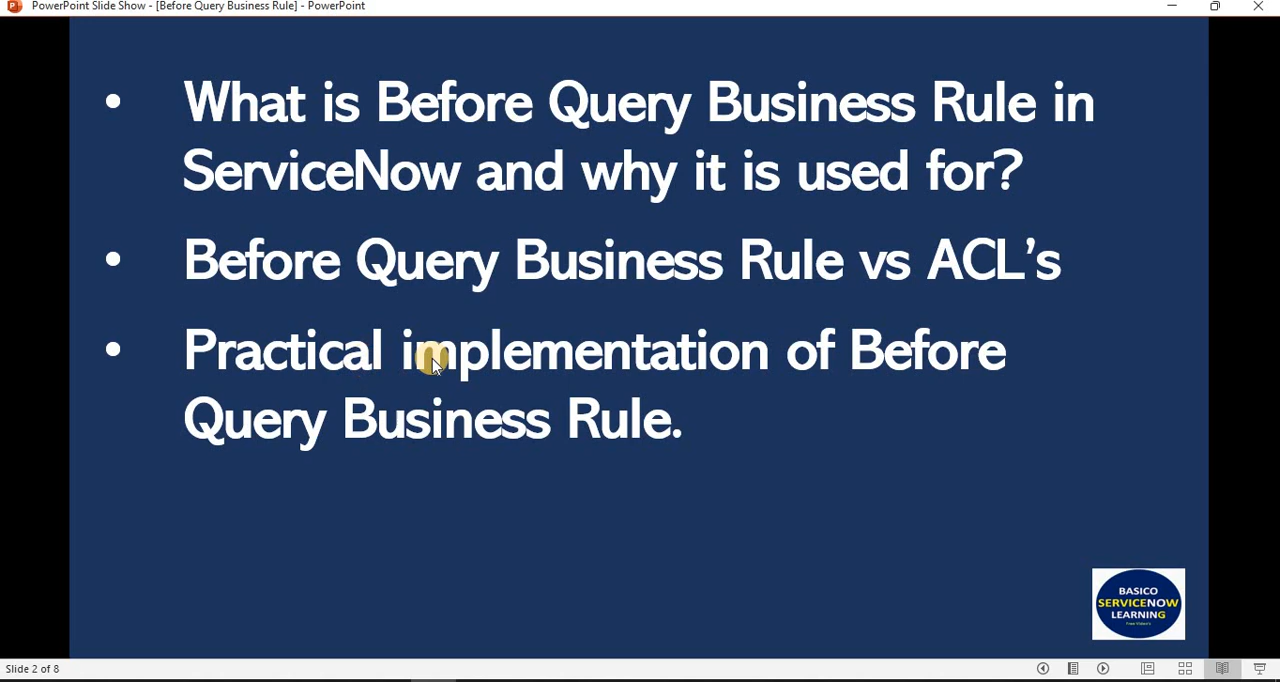 PowerPoint Slide Show - [Before Query Business Rule] - PowerPoint
• What is Before Query Business Rule in
ServiceNow and why it is used for?
• Before Query Business Rule vs ACL's
• Practical implementation of Before
Query Business Rule.
BASICO
SERVICENOW
LEARNING
Free Video's
Slide 2 of 8